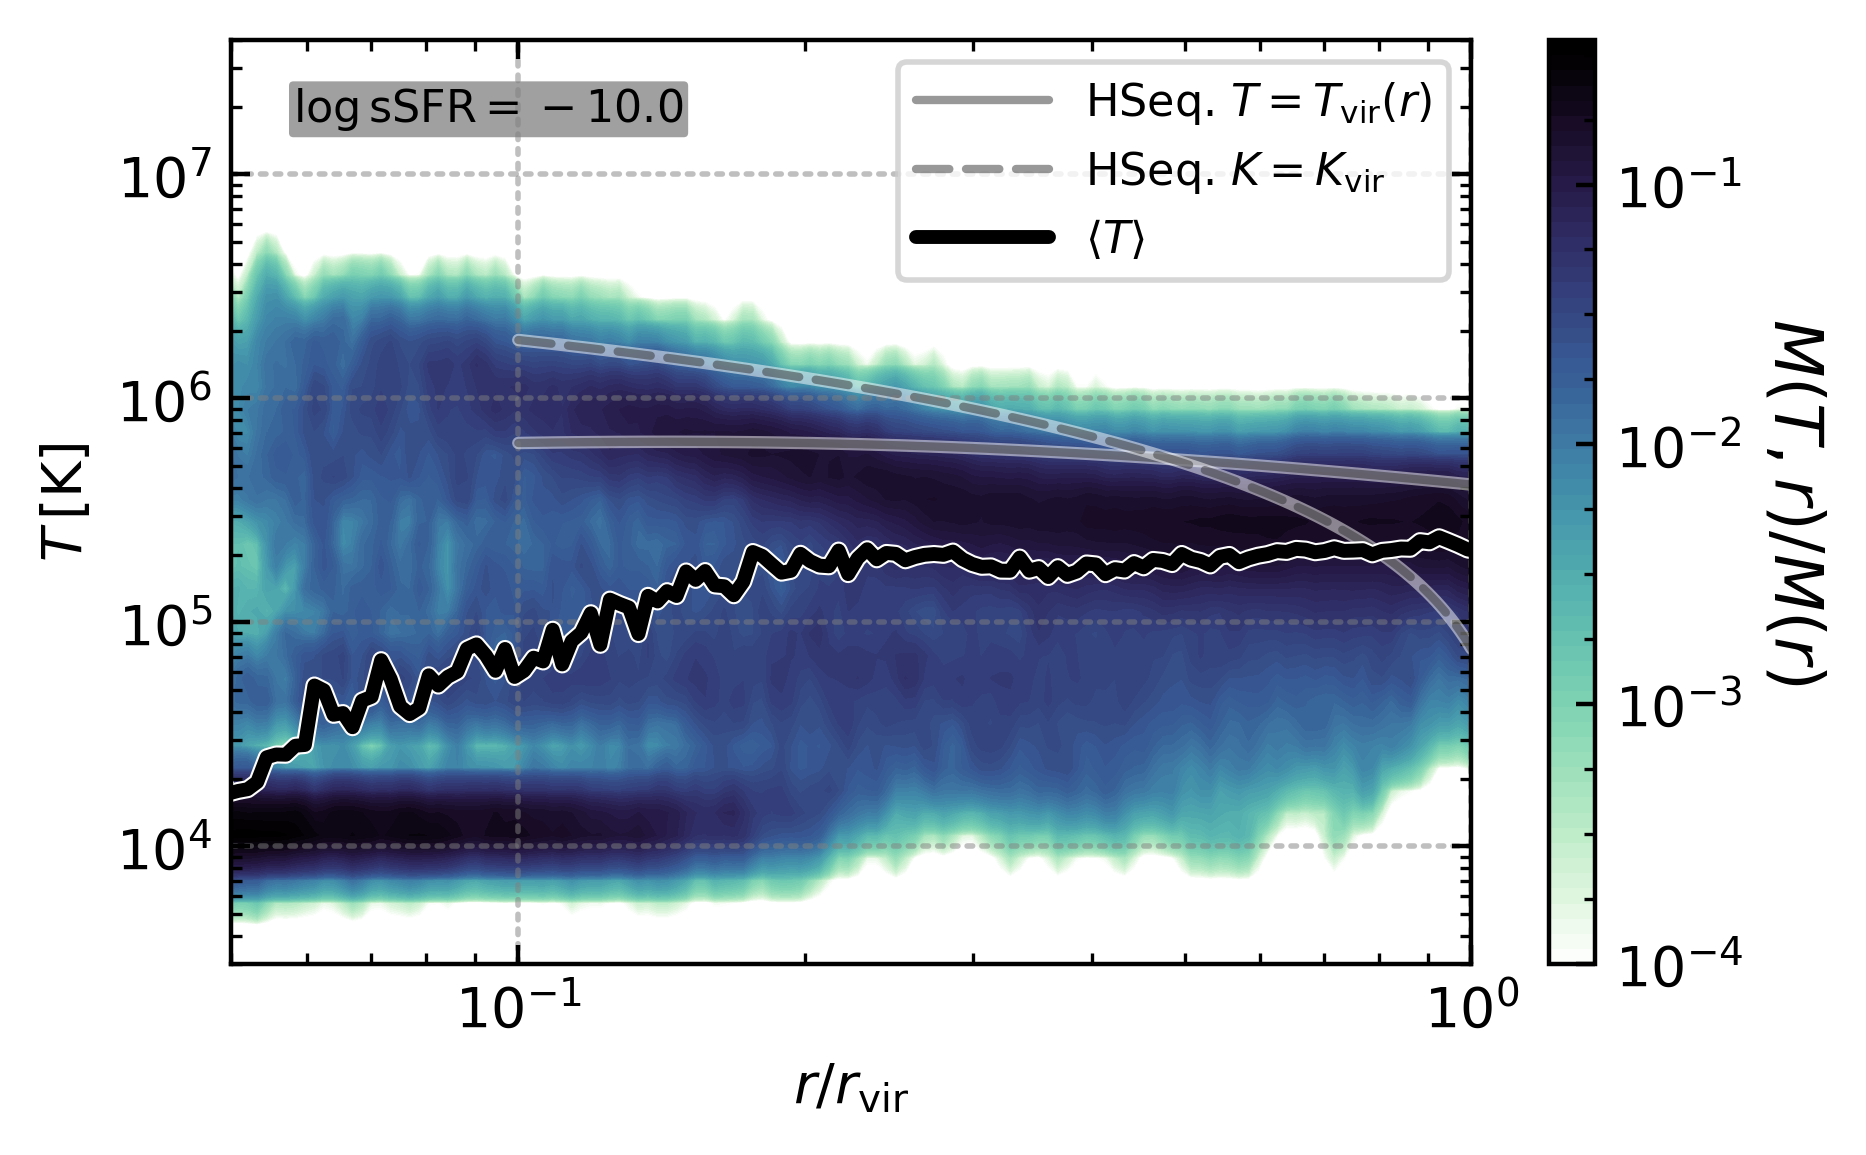 log sSFR = −10.0
HSeq. T = T_vir(r)
HSeq. K = K_vir
⟨T⟩
10^7
10^6
10^5
10^4
T [K]
10^−1
10^0
r/r_vir
10^−1
10^−2
10^−3
10^−4
M(T, r)/M(r)